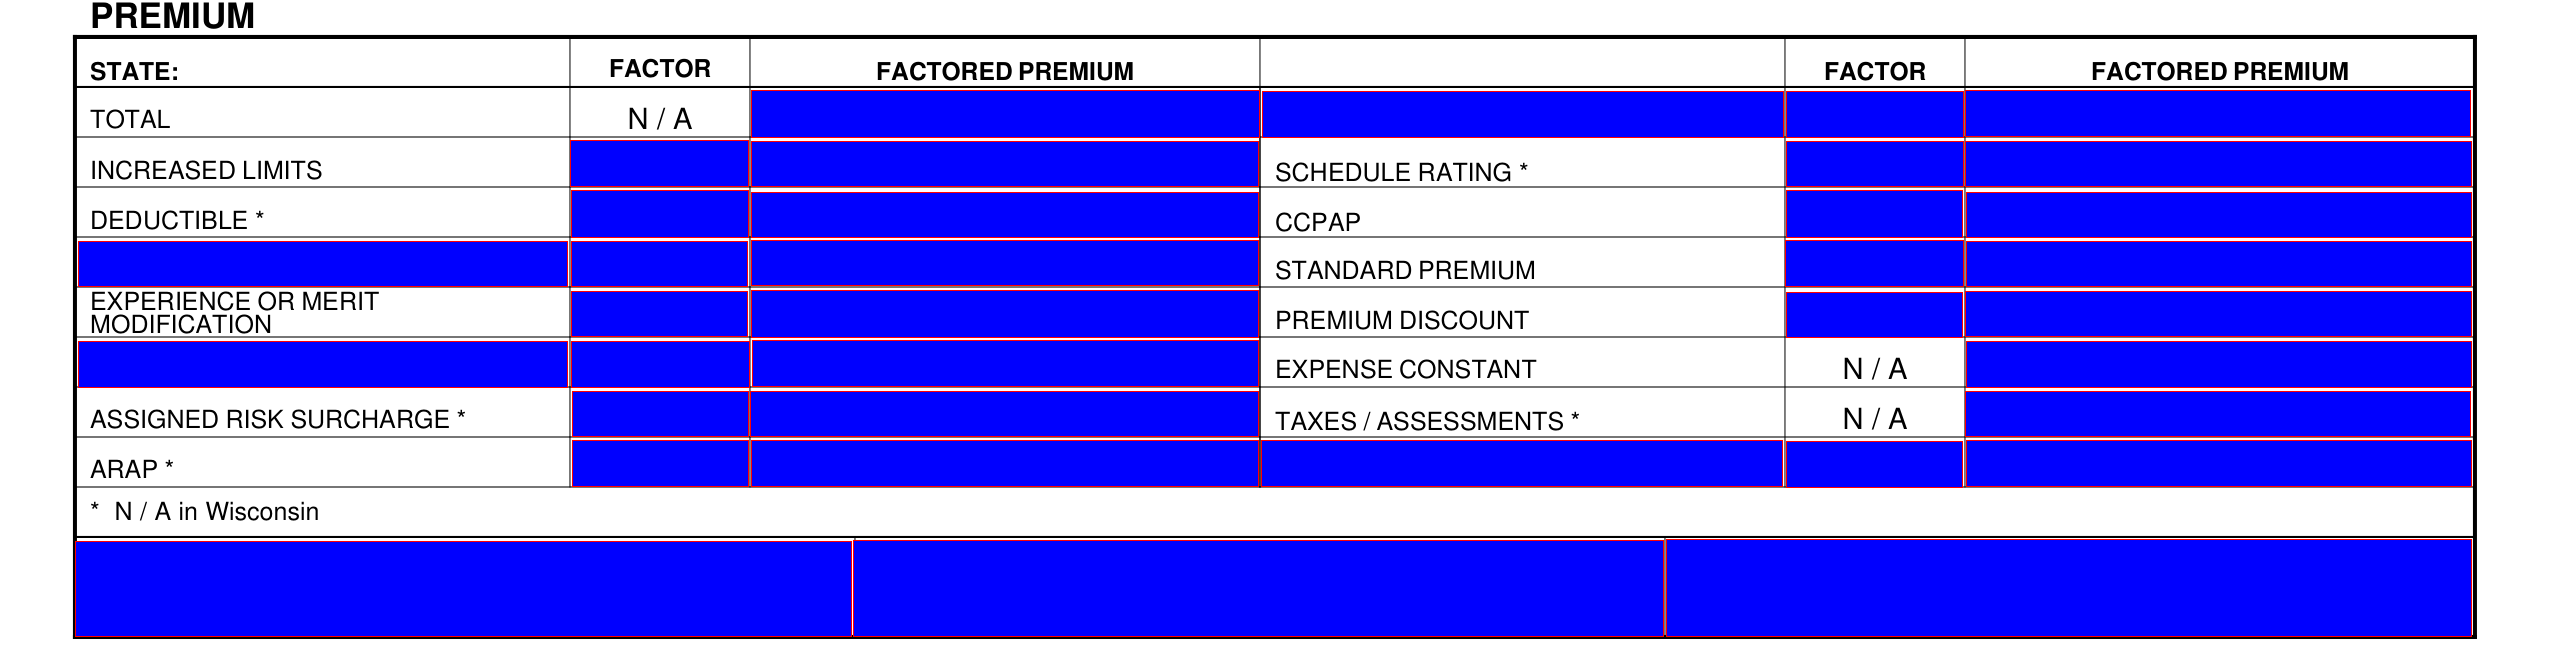 PREMIUM
STATE: FACTOR FACTORED PREMIUM FACTOR FACTORED PREMIUM
TOTAL N / A
INCREASED LIMITS SCHEDULE RATING *
DEDUCTIBLE * CCPAP
STANDARD PREMIUM
EXPERIENCE OR MERIT
MODIFICATION PREMIUM DISCOUNT
EXPENSE CONSTANT N / A
ASSIGNED RISK SURCHARGE * TAXES / ASSESSMENTS * N / A
ARAP *
* N / A in Wisconsin